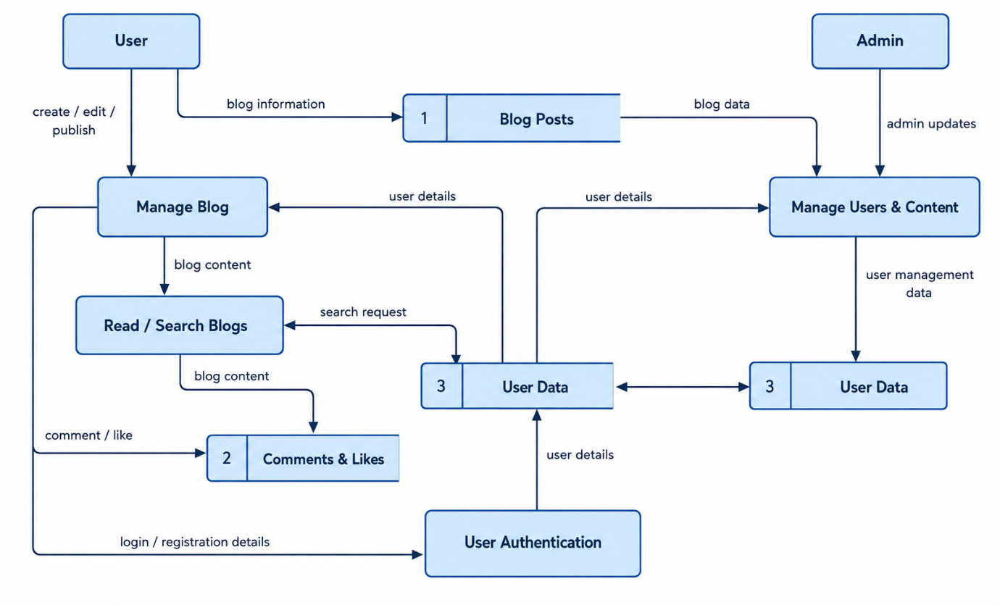 User
Admin
create / edit /
publish
blog information
1
Blog Posts
blog data
admin updates
Manage Blog
user details
user details
Manage Users & Content
blog content
user management
data
Read / Search Blogs
search request
blog content
3
User Data
3
User Data
comment / like
2
Comments & Likes
user details
login / registration details
User Authentication